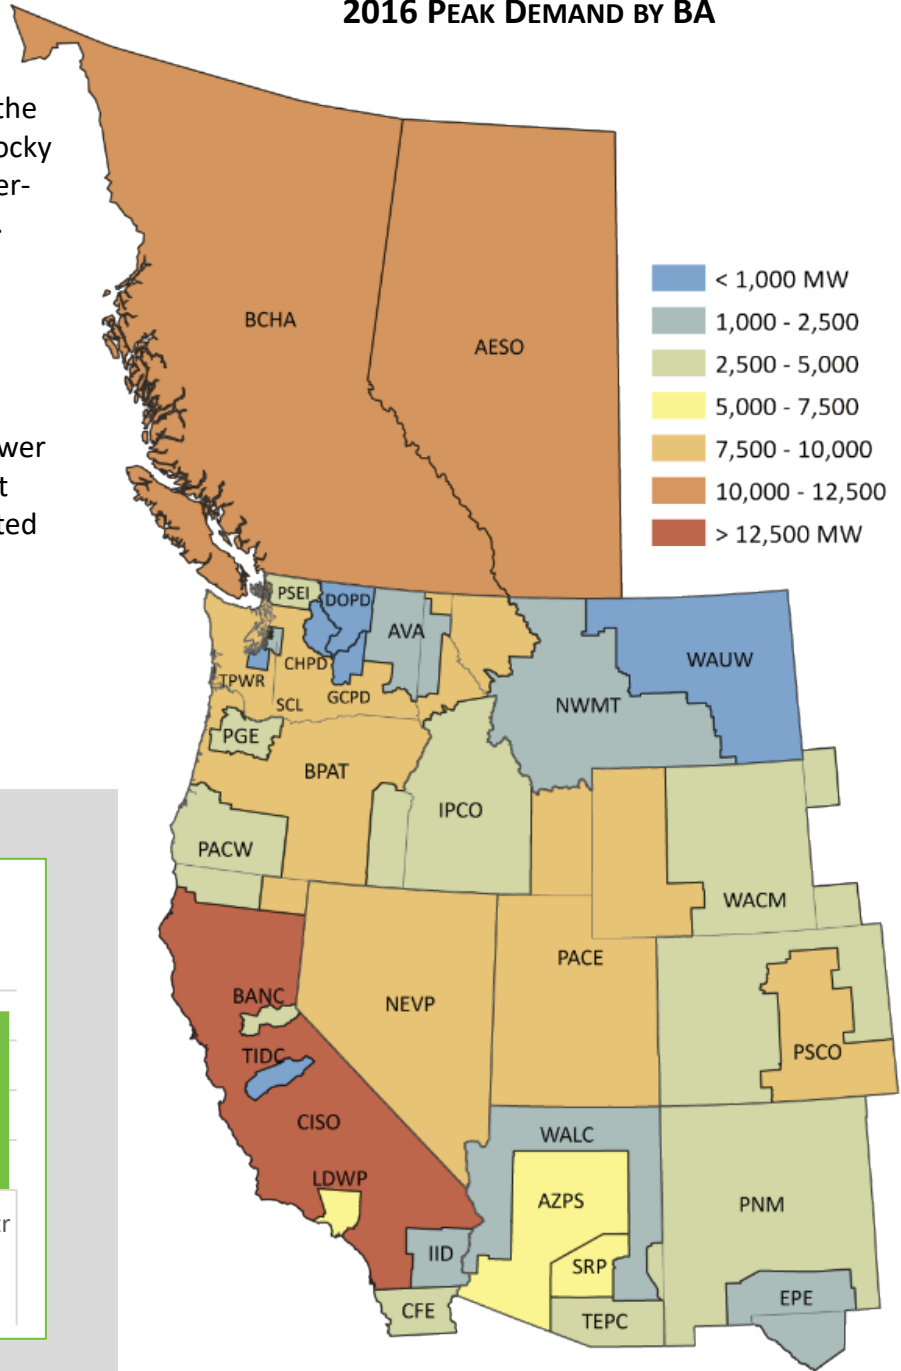 2016 PEAK DEMAND BY BA
the
ocky
er-
.
wer
t
ted
BCHA
AESO
< 1,000 MW
1,000 - 2,500
2,500 - 5,000
5,000 - 7,500
7,500 - 10,000
10,000 - 12,500
> 12,500 MW
PSEI
DOPD
AVA
CHPD
TPWR
SCL
GCPD
WAUW
NWMT
PGE
BPAT
IPCO
PACW
WACM
PACE
BANC
NEVP
TIDC
PSCO
CISO
WALC
LDWP
AZPS
PNM
IID
SRP
EPE
CFE
TEPC
r